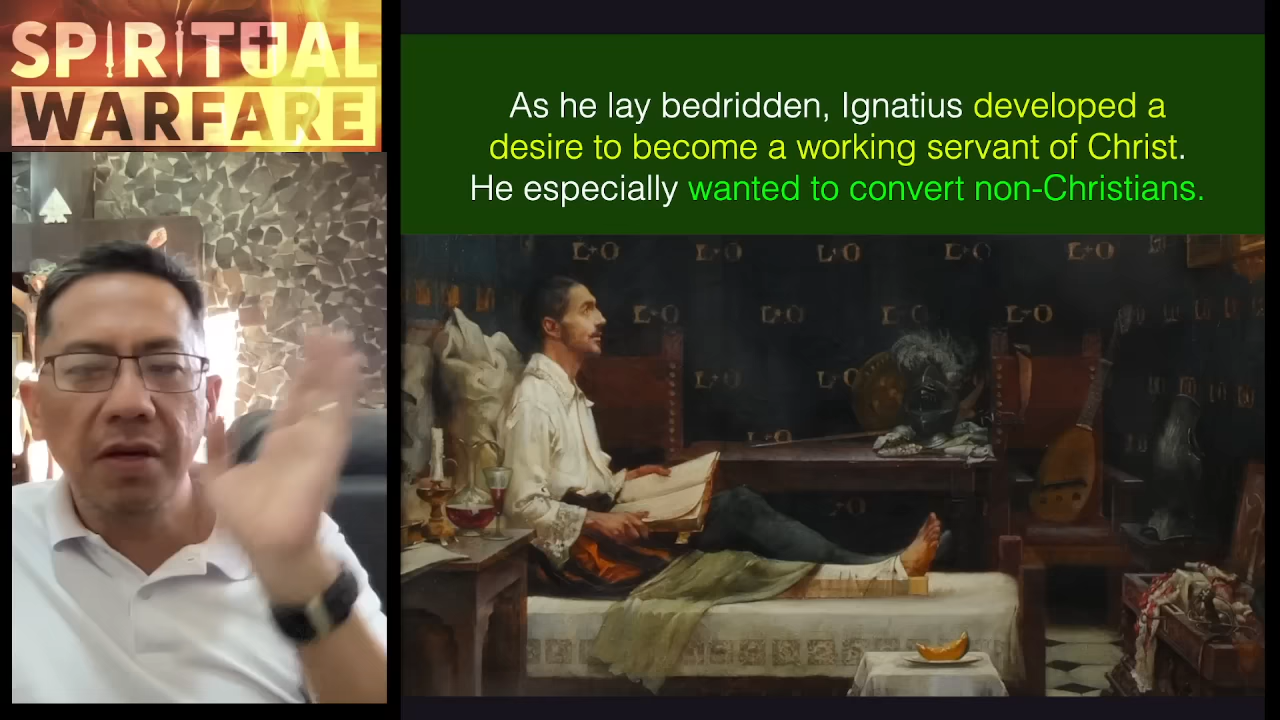 SPIRITUAL
WARFARE
As he lay bedridden, Ignatius developed a
desire to become a working servant of Christ.
He especially wanted to convert non-Christians.
L+O L+O L+O L+O L+O
L+O L+O L+O L+O
L+O L+O